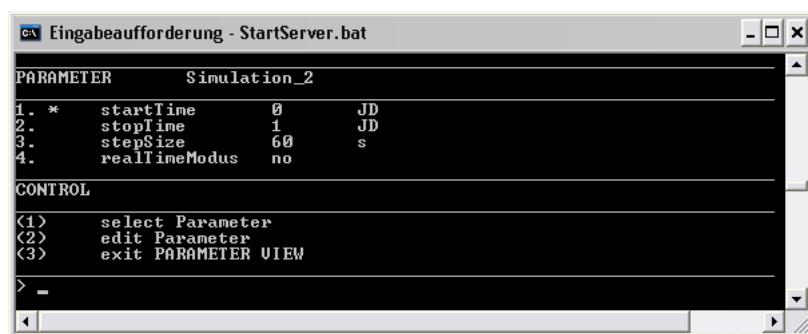 Eingabeaufforderung - StartServer.bat
PARAMETER Simulation_2
1. * startTime 0 JD
2. stopTime 1 JD
3. stepSize 60 s
4. realTimeModus no
CONTROL
(1) select Parameter
(2) edit Parameter
(3) exit PARAMETER VIEW
> _